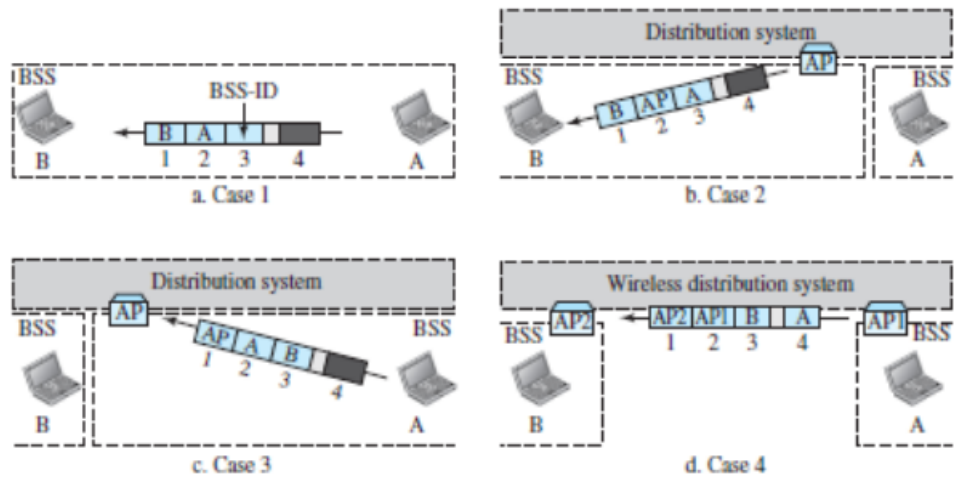 BSS
BSS-ID
B A
1 2 3 4
B A
a. Case 1
Distribution system
AP
BSS BSS
B AP A
1 2 3 4
B A
b. Case 2
Distribution system
AP
BSS BSS
AP A B
1 2 3 4
B A
c. Case 3
Wireless distribution system
AP2 AP2 AP1 B A AP1
BSS BSS
1 2 3 4
B A
d. Case 4